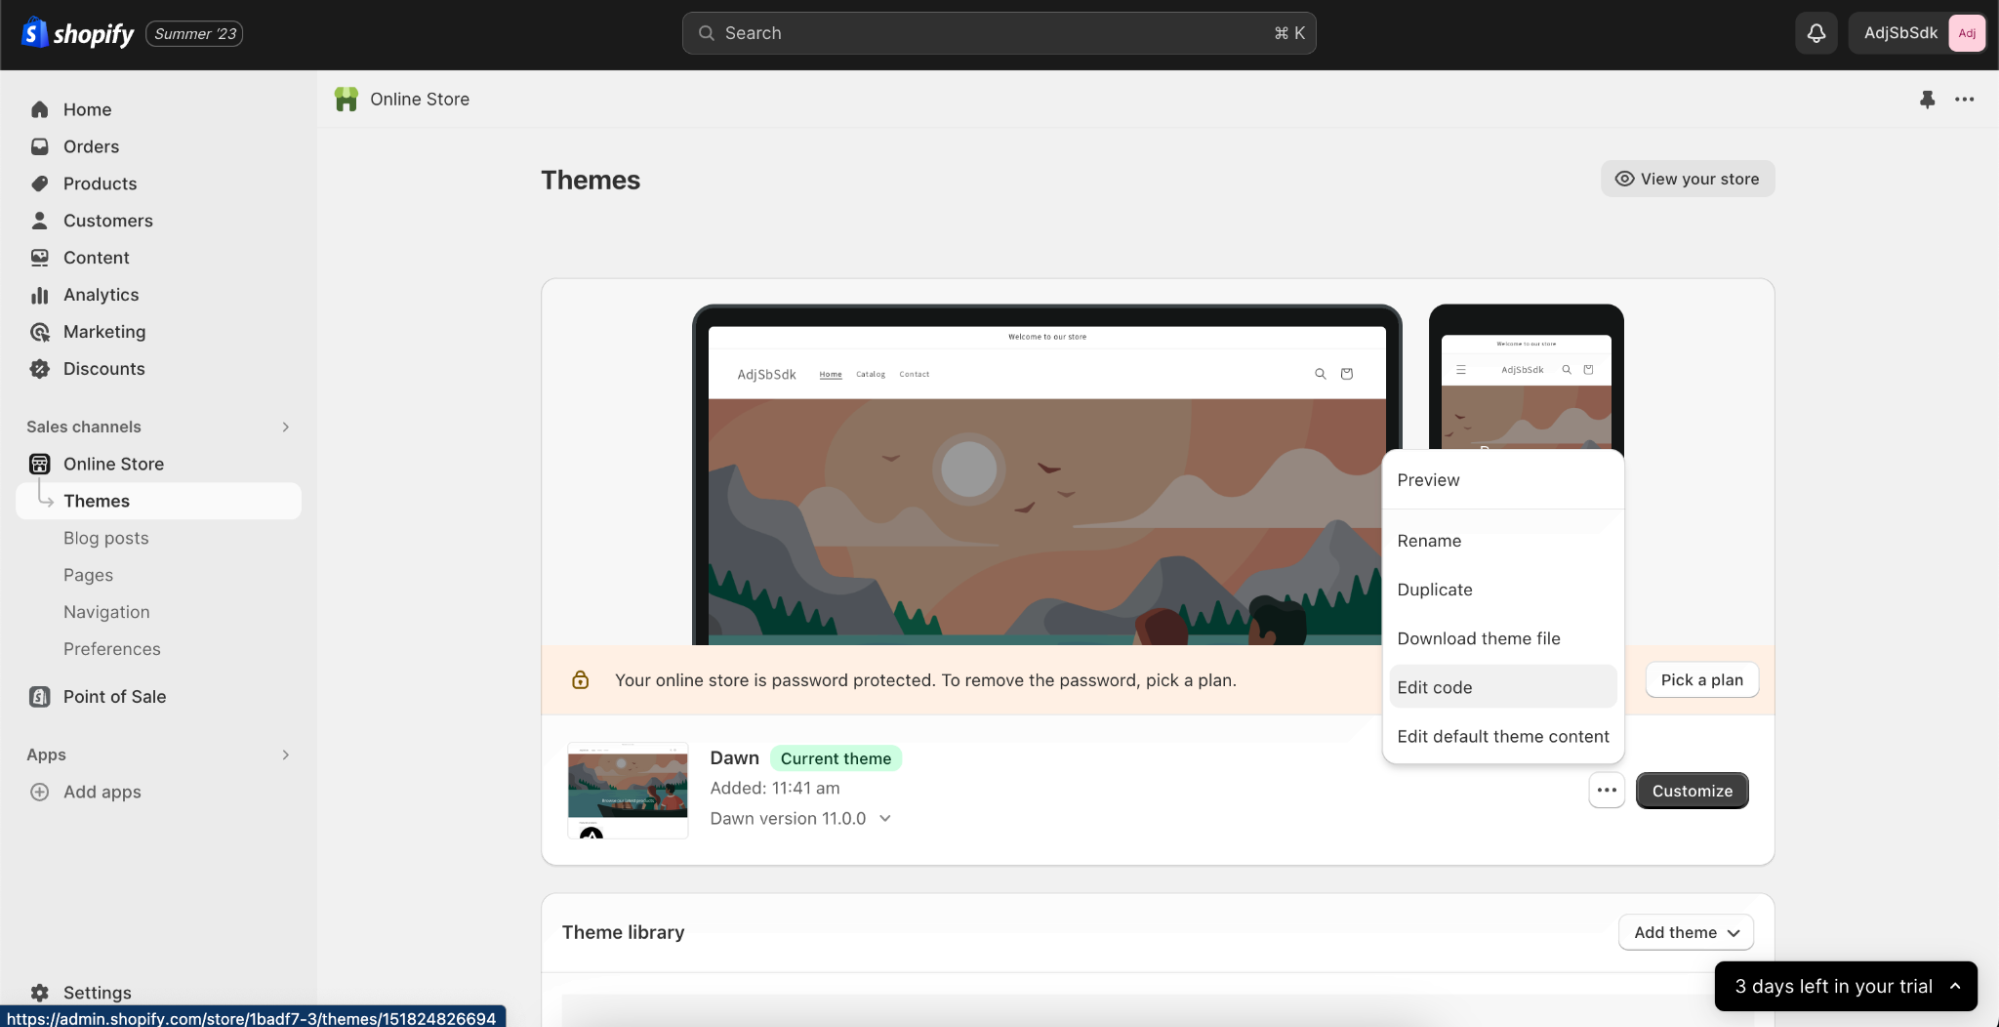 shopify Summer '23
Search ⌘ K
AdjSbSdk Adj
Home
Orders
Products
Customers
Content
Analytics
Marketing
Discounts
Sales channels
Online Store
Themes
Blog posts
Pages
Navigation
Preferences
Point of Sale
Apps
Add apps
Settings
https://admin.shopify.com/store/1badf7-3/themes/151824826694
Online Store
Themes
View your store
Welcome to our store
AdjSbSdk Home Catalog Contact
Welcome to our store
AdjSbSdk
Preview
Rename
Duplicate
Download theme file
Edit code
Edit default theme content
Your online store is password protected. To remove the password, pick a plan.
Pick a plan
Dawn Current theme
Added: 11:41 am
Dawn version 11.0.0
Customize
Theme library
Add theme
3 days left in your trial